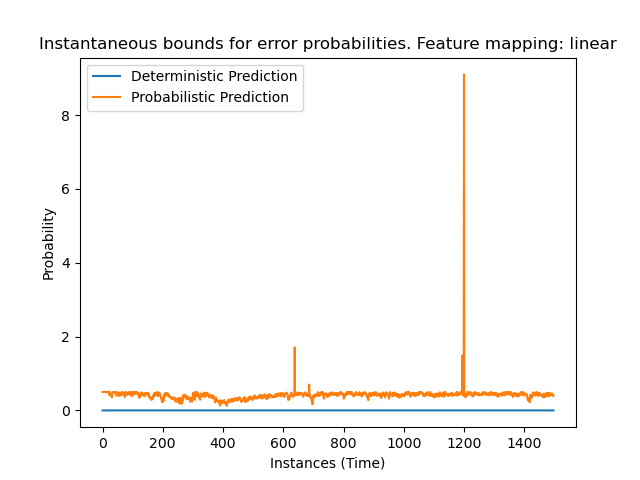 Instantaneous bounds for error probabilities. Feature mapping: linear
Deterministic Prediction
Probabilistic Prediction
Probability
8
6
4
2
0
0 200 400 600 800 1000 1200 1400
Instances (Time)